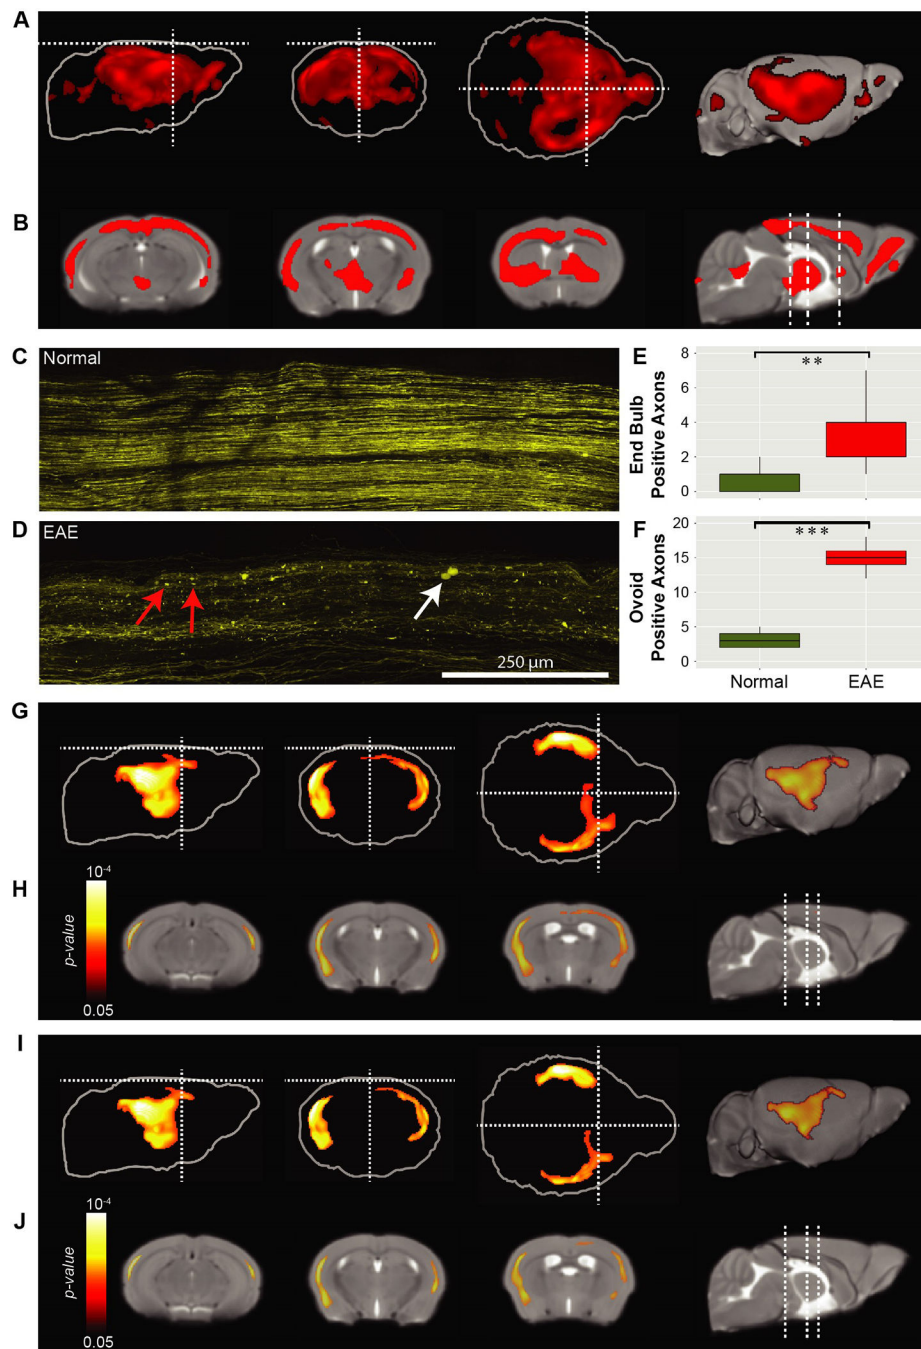 A
B
C Normal
D EAE
250 µm
E
End Bulb
Positive Axons
8
6
4
2
0
**
F
Ovoid
Positive Axons
20
15
10
5
0
***
Normal EAE
G
H
10-4
p-value
0.05
I
J
10-4
p-value
0.05